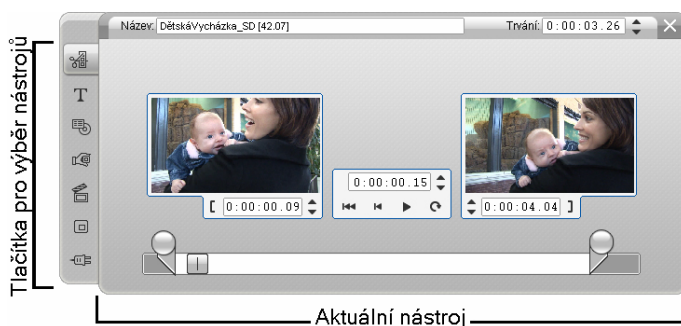 Název: DětskáVycházka_SD [42.07]
Trvání: 0:00:03.26
Tlačítka pro výběr nástrojů
T
0:00:00.15
[ 0:00:00.09
0:00:04.04 ]
Aktuální nástroj